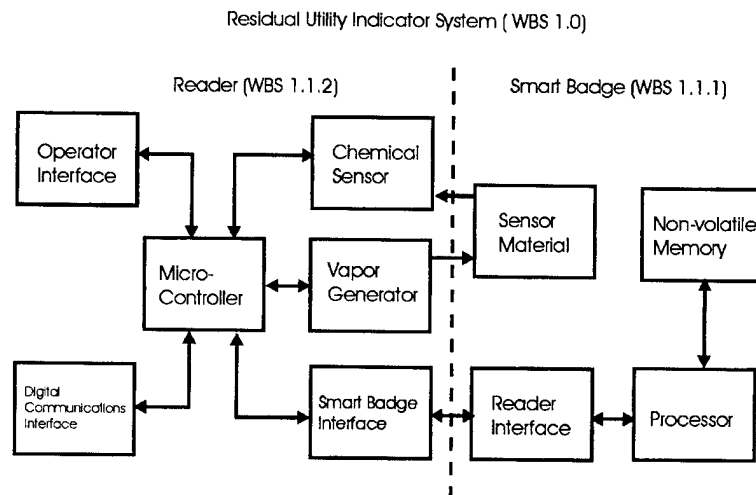 Residual Utility Indicator System ( WBS 1.0)
Reader (WBS 1.1.2)
Smart Badge (WBS 1.1.1)
Operator
Interface
Chemical
Sensor
Sensor
Material
Non-volatile
Memory
Micro-
Controller
Vapor
Generator
Digital
Communications
Interface
Smart Badge
Interface
Reader
Interface
Processor